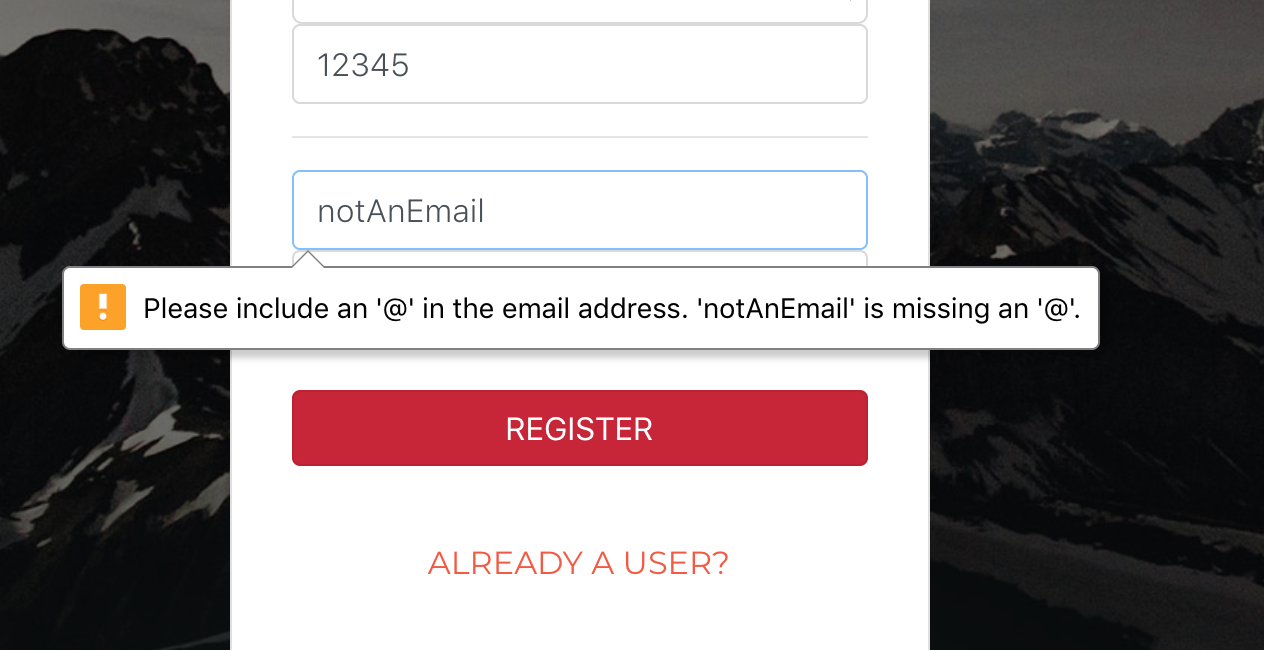 12345
notAnEmail
Please include an '@' in the email address. 'notAnEmail' is missing an '@'.
REGISTER
ALREADY A USER?